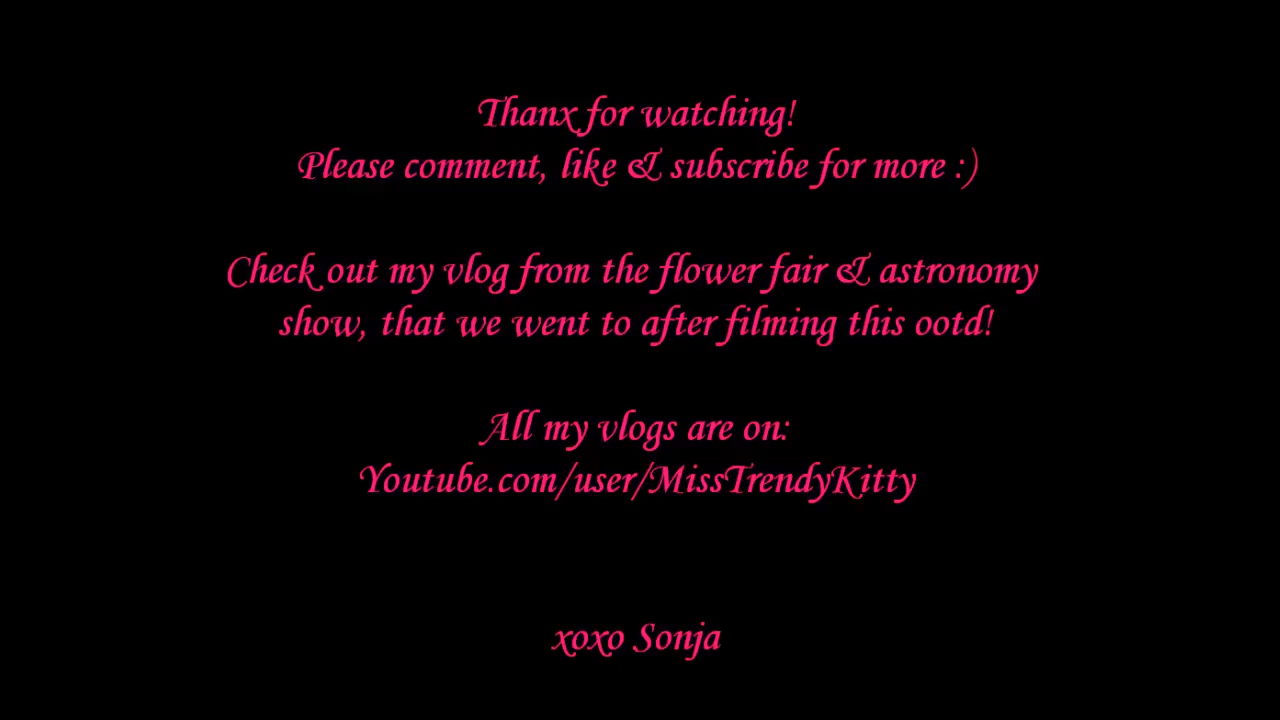 Thanx for watching!
Please comment, like & subscribe for more :)
Check out my vlog from the flower fair & astronomy
show, that we went to after filming this ootd!
All my vlogs are on:
Youtube.com/user/MissTrendyKitty
xoxo Sonja